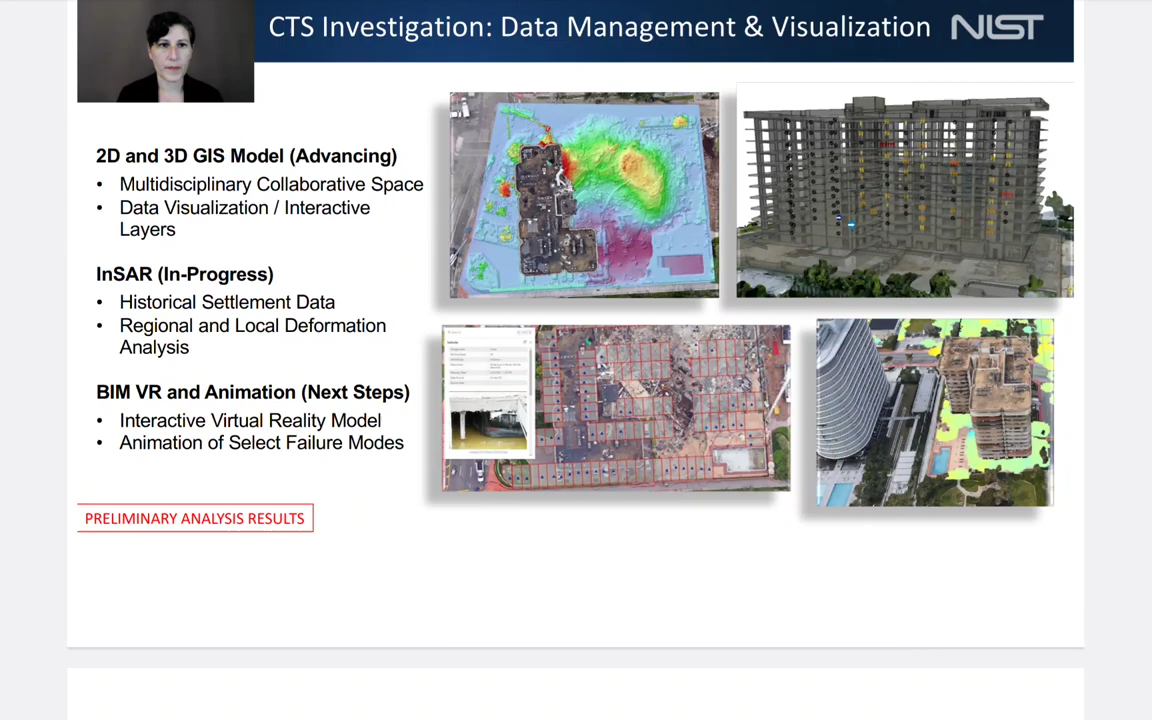 CTS Investigation: Data Management & Visualization
NIST
2D and 3D GIS Model (Advancing)
• Multidisciplinary Collaborative Space
• Data Visualization / Interactive
Layers
InSAR (In-Progress)
• Historical Settlement Data
• Regional and Local Deformation
Analysis
BIM VR and Animation (Next Steps)
• Interactive Virtual Reality Model
• Animation of Select Failure Modes
PRELIMINARY ANALYSIS RESULTS